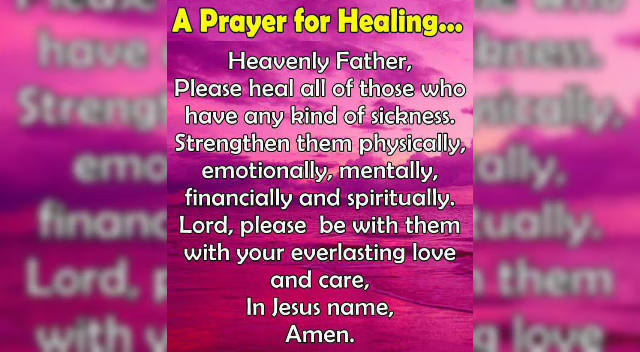 A Prayer for Healing...
Heavenly Father,
Please heal all of those who
have any kind of sickness.
Strengthen them physically,
emotionally, mentally,
financially and spiritually.
Lord, please  be with them
with your everlasting love
and care,
In Jesus name,
Amen.